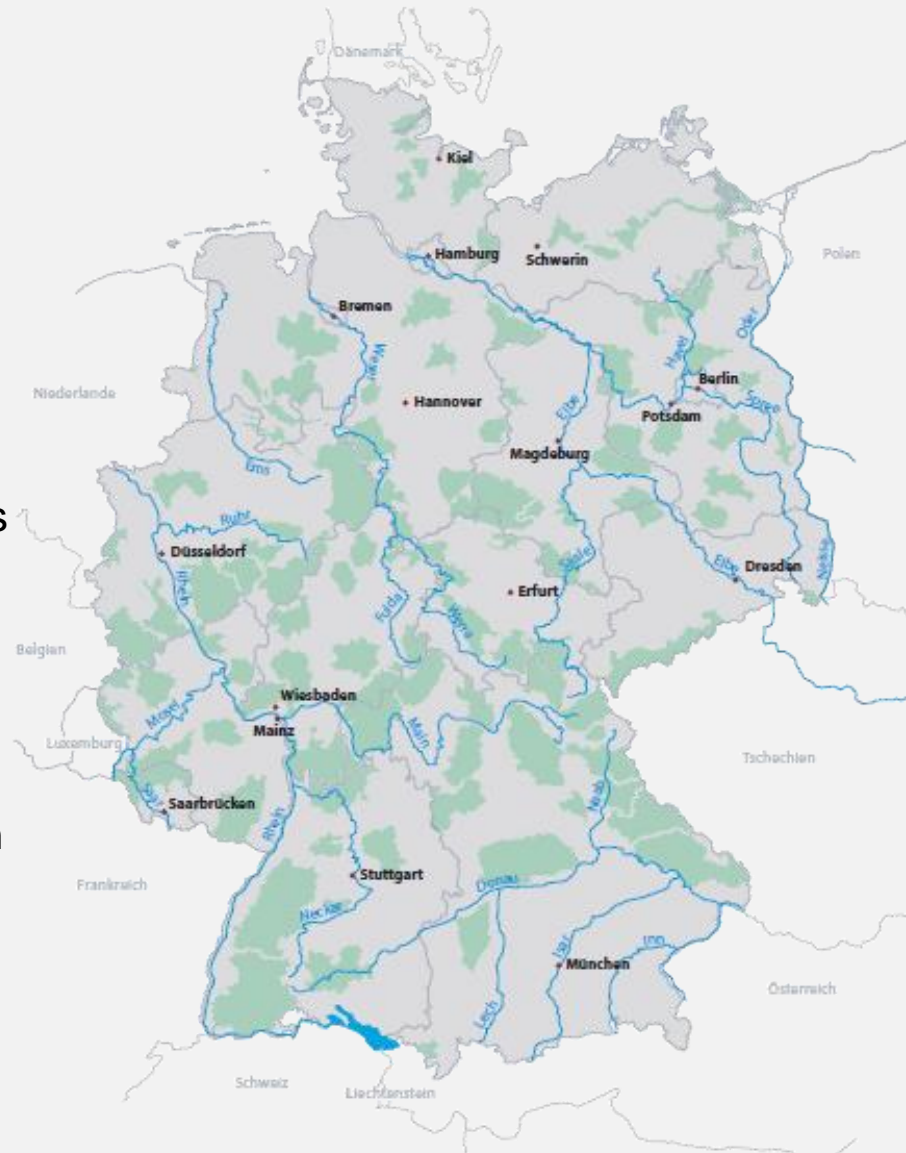 Dänemark
Kiel
Hamburg
Schwerin
Polen
Bremen
Oder
Weser
Havel
Niederlande
Berlin
Hannover
Elbe
Spree
Potsdam
Magdeburg
Ems
s
Ruhr
Düsseldorf
Saale
Elbe
Dresden
Neisse
Rhein
Erfurt
Fulda
Werra
Belgien
Wiesbaden
Mosel
Mainz
Main
Luxemburg
Tschechien
Saar
Saarbrücken
Naab
Rhein
Frankreich
Stuttgart
Donau
Neckar
Isar
Inn
München
Österreich
Lech
Schweiz
Liechtenstein